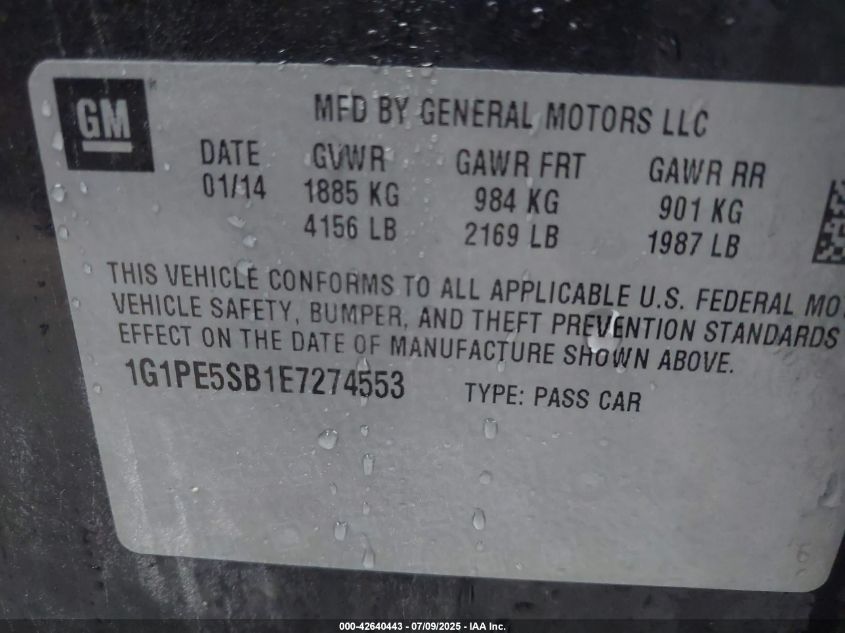 GM
MFD BY GENERAL MOTORS LLC
DATE GVWR GAWR FRT GAWR RR
01/14 1885 KG 984 KG 901 KG
4156 LB 2169 LB 1987 LB
THIS VEHICLE CONFORMS TO ALL APPLICABLE U.S. FEDERAL MO
VEHICLE SAFETY, BUMPER, AND THEFT PREVENTION STANDARDS
EFFECT ON THE DATE OF MANUFACTURE SHOWN ABOVE.
1G1PE5SB1E7274553 TYPE: PASS CAR
000-42640443 - 07/09/2025 - IAA Inc.